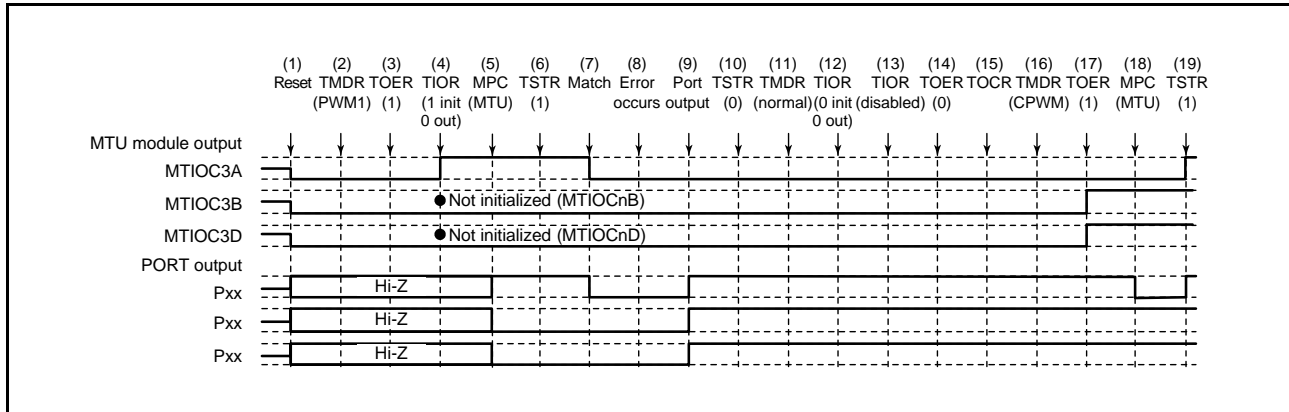 (1) (2) (3) (4) (5) (6) (7) (8) (9) (10) (11) (12) (13) (14) (15) (16) (17) (18) (19)
Reset TMDR TOER TIOR MPC TSTR Match Error Port TSTR TMDR TIOR TIOR TOER TOCR TMDR TOER MPC TSTR
(PWM1) (1) (1 init (MTU) (1) occurs output (0) (normal) (0 init (disabled) (0) (CPWM) (1) (MTU) (1)
0 out) 0 out)
MTU module output
MTIOC3A
MTIOC3B ● Not initialized (MTIOCnB)
MTIOC3D ● Not initialized (MTIOCnD)
PORT output
Pxx Hi-Z
Pxx Hi-Z
Pxx Hi-Z